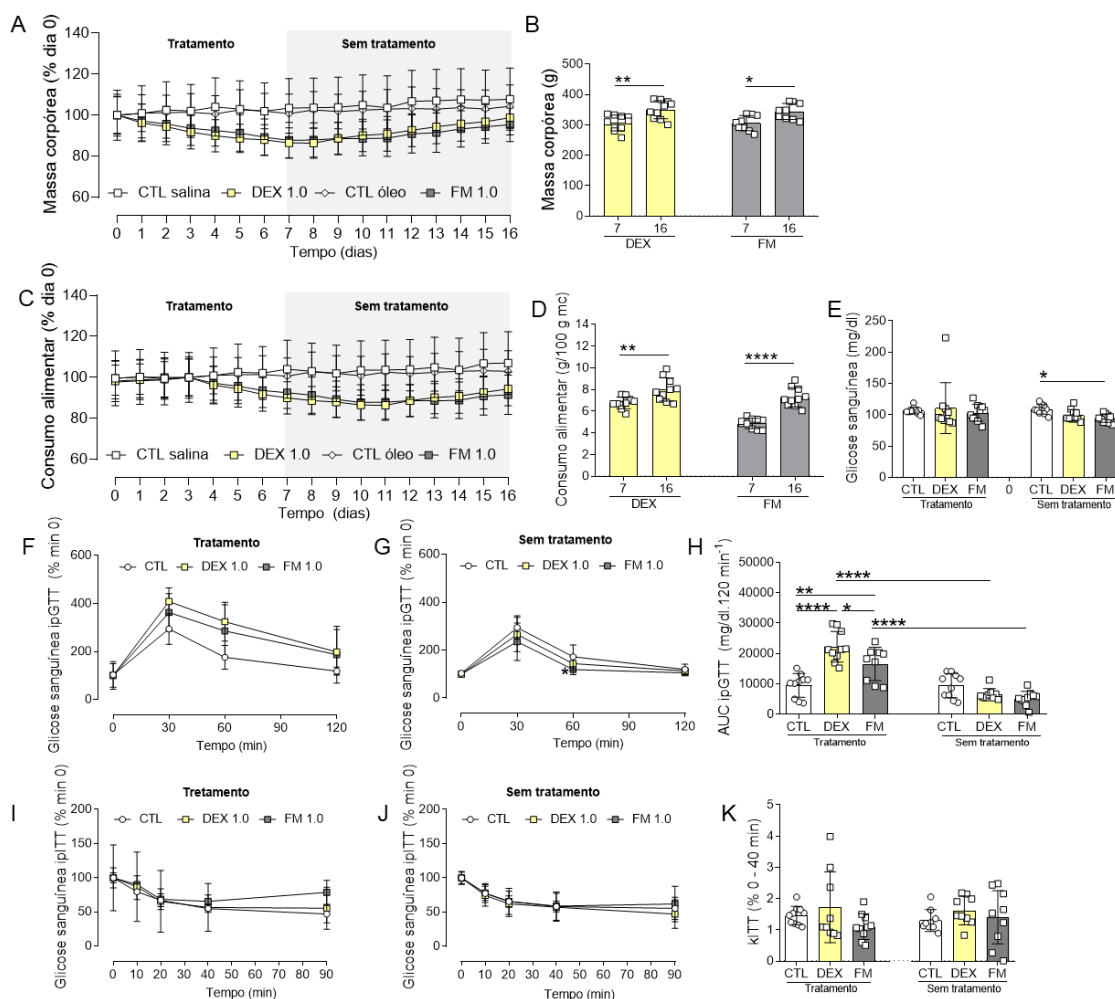 A
Tratamento
Sem tratamento
Massa corpórea (% dia 0)
140
120
100
80
60
CTL salina
DEX 1.0
CTL óleo
FM 1.0
0 1 2 3 4 5 6 7 8 9 10 11 12 13 14 15 16
Tempo (dias)
B
Massa corpórea (g)
500
400
300
200
100
0
**
*
7 16 7 16
DEX FM
C
Tratamento
Sem tratamento
Consumo alimentar (% dia 0)
140
120
100
80
60
CTL salina
DEX 1.0
CTL óleo
FM 1.0
0 1 2 3 4 5 6 7 8 9 10 11 12 13 14 15 16
Tempo (dias)
D
Consumo alimentar (g/100 g mc)
14
12
10
8
6
4
2
0
**
****
7 16 7 16
DEX FM
E
Glicose sanguínea (mg/dl)
250
200
150
100
50
0
*
CTL DEX FM 0 CTL DEX FM
Tratamento Sem tratamento
F
Tratamento
CTL DEX 1.0 FM 1.0
Glicose sanguínea ipGTT (% min 0)
600
400
200
0
0 30 60 90 120
Tempo (min)
G
Sem tratamento
CTL DEX 1.0 FM 1.0
Glicose sanguínea ipGTT (% min 0)
600
400
200
0
*
0 30 60 90 120
Tempo (min)
H
AUC ipGTT (mg/dl.120 min-1)
50000
40000
30000
20000
10000
0
****
**
**** *
****
CTL DEX FM CTL DEX FM
Tratamento Sem tratamento
I
Tretamento
CTL DEX 1.0 FM 1.0
Glicose sanguínea ipITT (% min 0)
200
150
100
50
0
0 10 20 30 40 50 60 70 80 90
Tempo (min)
J
Sem tratamento
CTL DEX 1.0 FM 1.0
Glicose sanguínea ipITT (% min 0)
200
150
100
50
0
0 10 20 30 40 50 60 70 80 90
Tempo (min)
K
kITT (% 0 - 40 min)
5
4
3
2
1
0
CTL DEX FM CTL DEX FM
Tratamento Sem tratamento